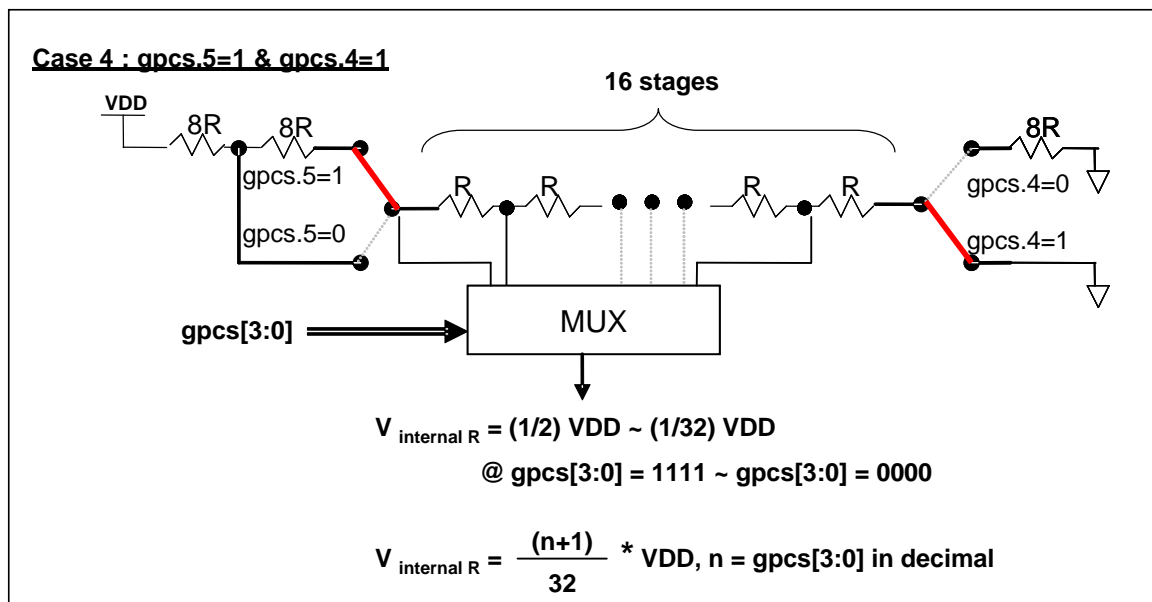 Case 4 : gpcs.5=1 & gpcs.4=1
16 stages
VDD
8R 8R 8R
gpcs.5=1 R R R R gpcs.4=0
gpcs.5=0 gpcs.4=1
gpcs[3:0] MUX
V internal R = (1/2) VDD ~ (1/32) VDD
@ gpcs[3:0] = 1111 ~ gpcs[3:0] = 0000
V internal R = (n+1) / 32 * VDD, n = gpcs[3:0] in decimal